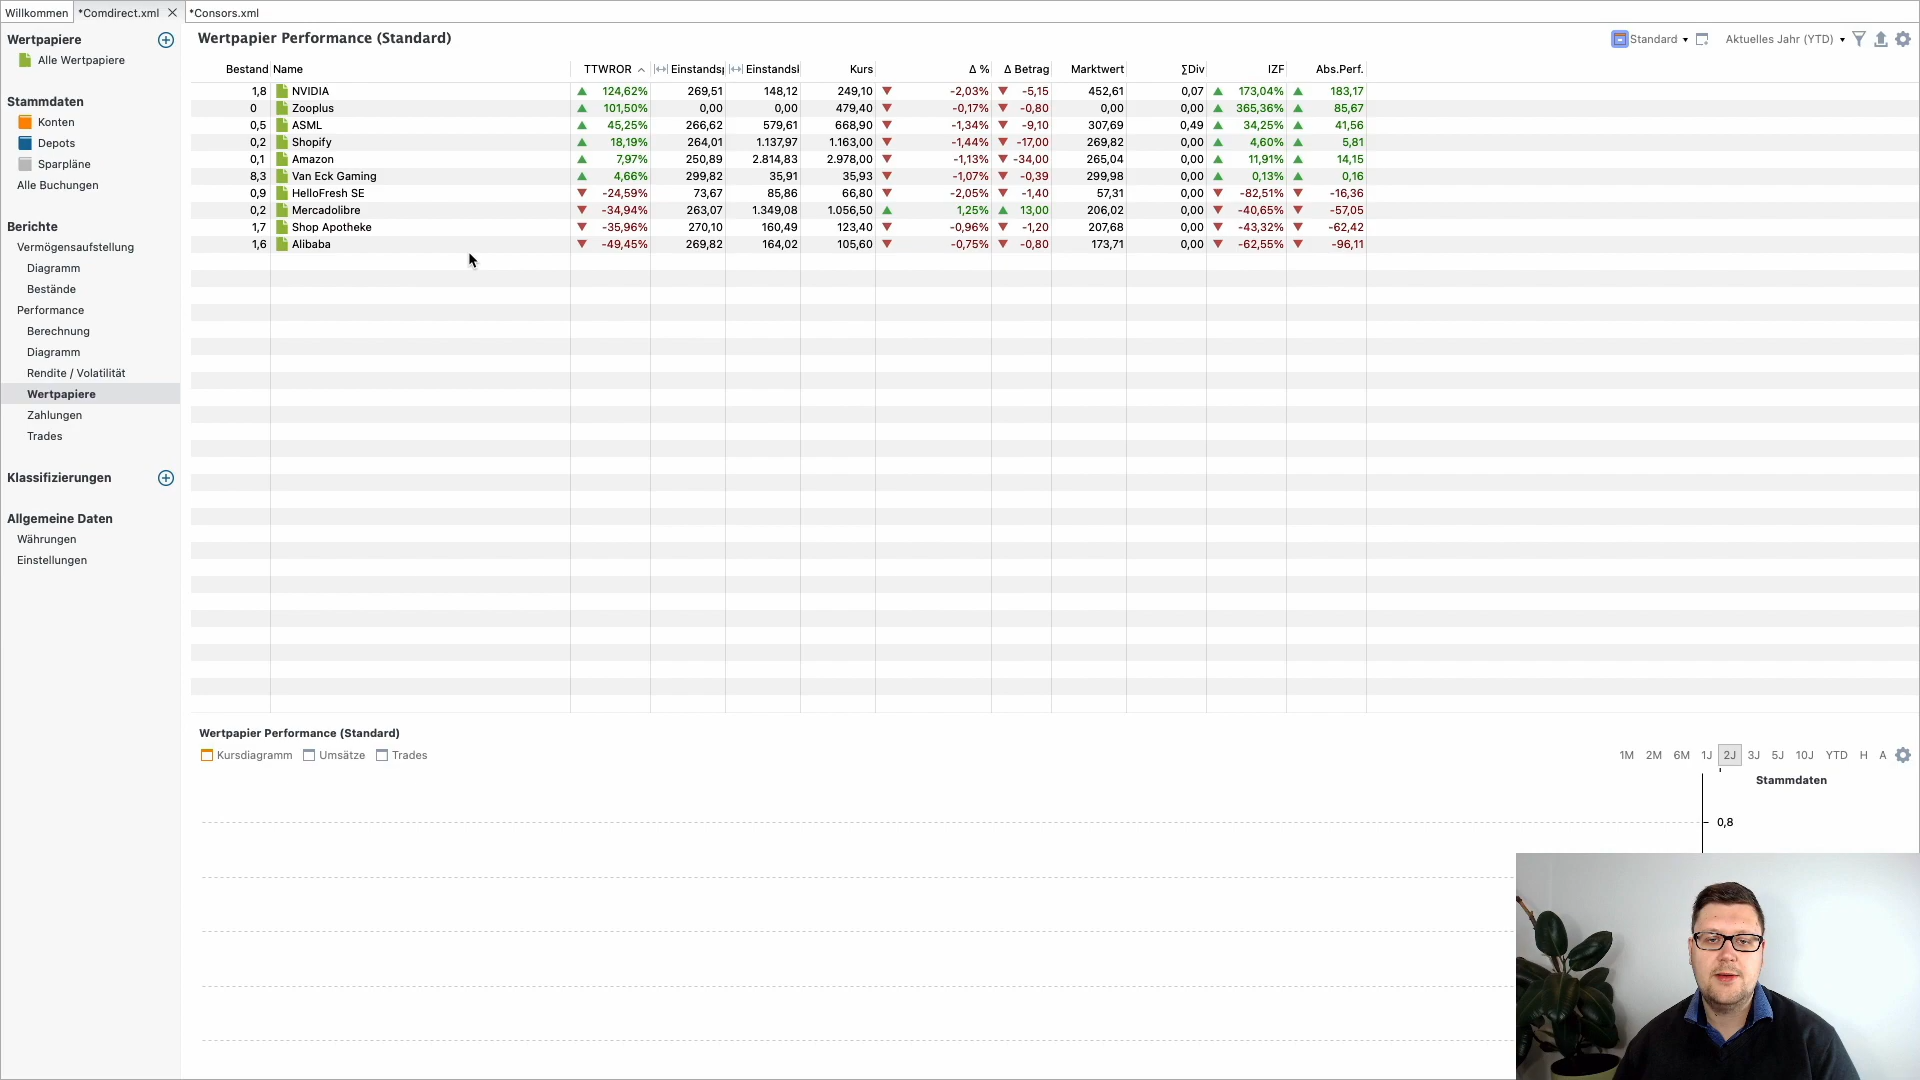 Willkommen *Comdirect.xml *Consors.xml
Wertpapiere
Alle Wertpapiere
Stammdaten
Konten
Depots
Sparpläne
Alle Buchungen
Berichte
Vermögensaufstellung
Diagramm
Bestände
Performance
Berechnung
Diagramm
Rendite / Volatilität
Wertpapiere
Zahlungen
Trades
Klassifizierungen
Allgemeine Daten
Währungen
Einstellungen
Wertpapier Performance (Standard)
Standard Aktuelles Jahr (YTD)
Bestand Name TTWROR Einstandsp Einstandsl Kurs Δ % Δ Betrag Marktwert ∑Div IZF Abs.Perf.
1,8 NVIDIA 124,62% 269,51 148,12 249,10 -2,03% -5,15 452,61 0,07 173,04% 183,17
0 Zooplus 101,50% 0,00 0,00 479,40 -0,17% -0,80 0,00 0,00 365,36% 85,67
0,5 ASML 45,25% 266,62 579,61 668,90 -1,34% -9,10 307,69 0,49 34,25% 41,56
0,2 Shopify 18,19% 264,01 1.137,97 1.163,00 -1,44% -17,00 269,82 0,00 4,60% 5,81
0,1 Amazon 7,97% 250,89 2.814,83 2.978,00 -1,13% -34,00 265,04 0,00 11,91% 14,15
8,3 Van Eck Gaming 4,66% 299,82 35,91 35,93 -1,07% -0,39 299,98 0,00 0,13% 0,16
0,9 HelloFresh SE -24,59% 73,67 85,86 66,80 -2,05% -1,40 57,31 0,00 -82,51% -16,36
0,2 Mercadolibre -34,94% 263,07 1.349,08 1.056,50 1,25% 13,00 206,02 0,00 -40,65% -57,05
1,7 Shop Apotheke -35,96% 270,10 160,49 123,40 -0,96% -1,20 207,68 0,00 -43,32% -62,42
1,6 Alibaba -49,45% 269,82 164,02 105,60 -0,75% -0,80 173,71 0,00 -62,55% -96,11
Wertpapier Performance (Standard)
Kursdiagramm Umsätze Trades
1M 2M 6M 1J 2J 3J 5J 10J YTD H A
Stammdaten
0,8